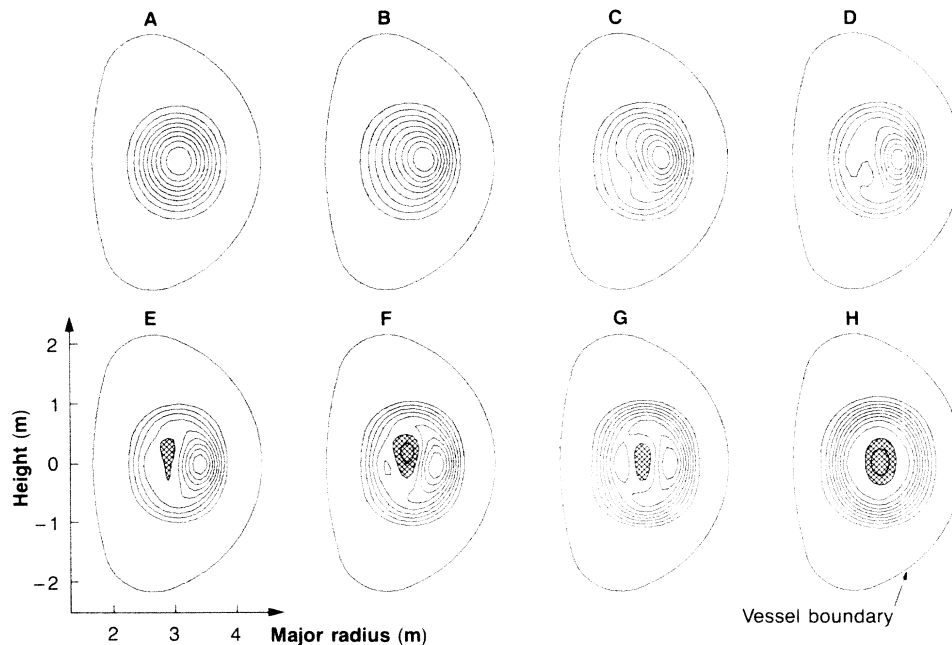 A B C D
E F G H
2
1
0
−1
−2
Height (m)
2 3 4 Major radius (m)
Vessel boundary